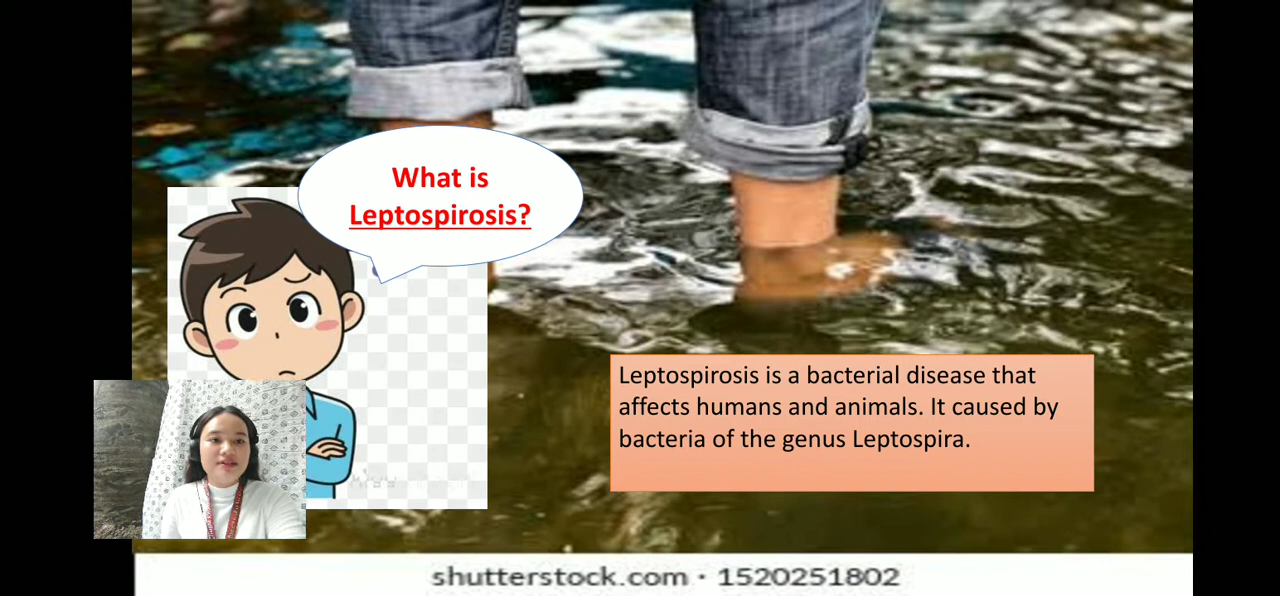 What is
Leptospirosis?
Leptospirosis is a bacterial disease that
affects humans and animals. It caused by
bacteria of the genus Leptospira.
shutterstock.com · 1520251802